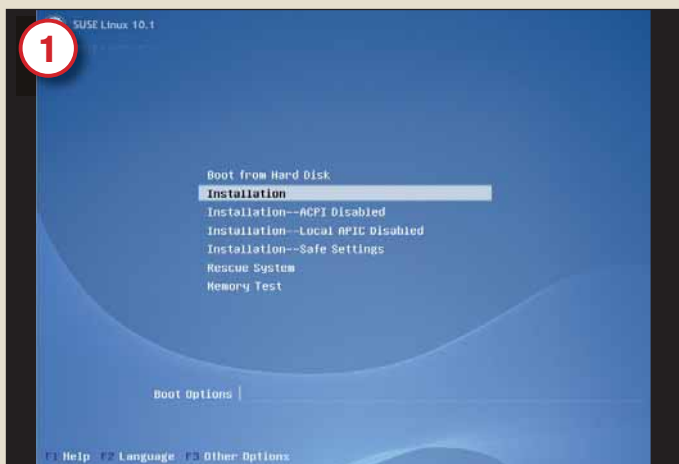 SUSE Linux 10.1
1
Boot from Hard Disk
Installation
Installation--ACPI Disabled
Installation--Local APIC Disabled
Installation--Safe Settings
Rescue System
Memory Test
Boot Options
F1 Help F2 Language F3 Other Options